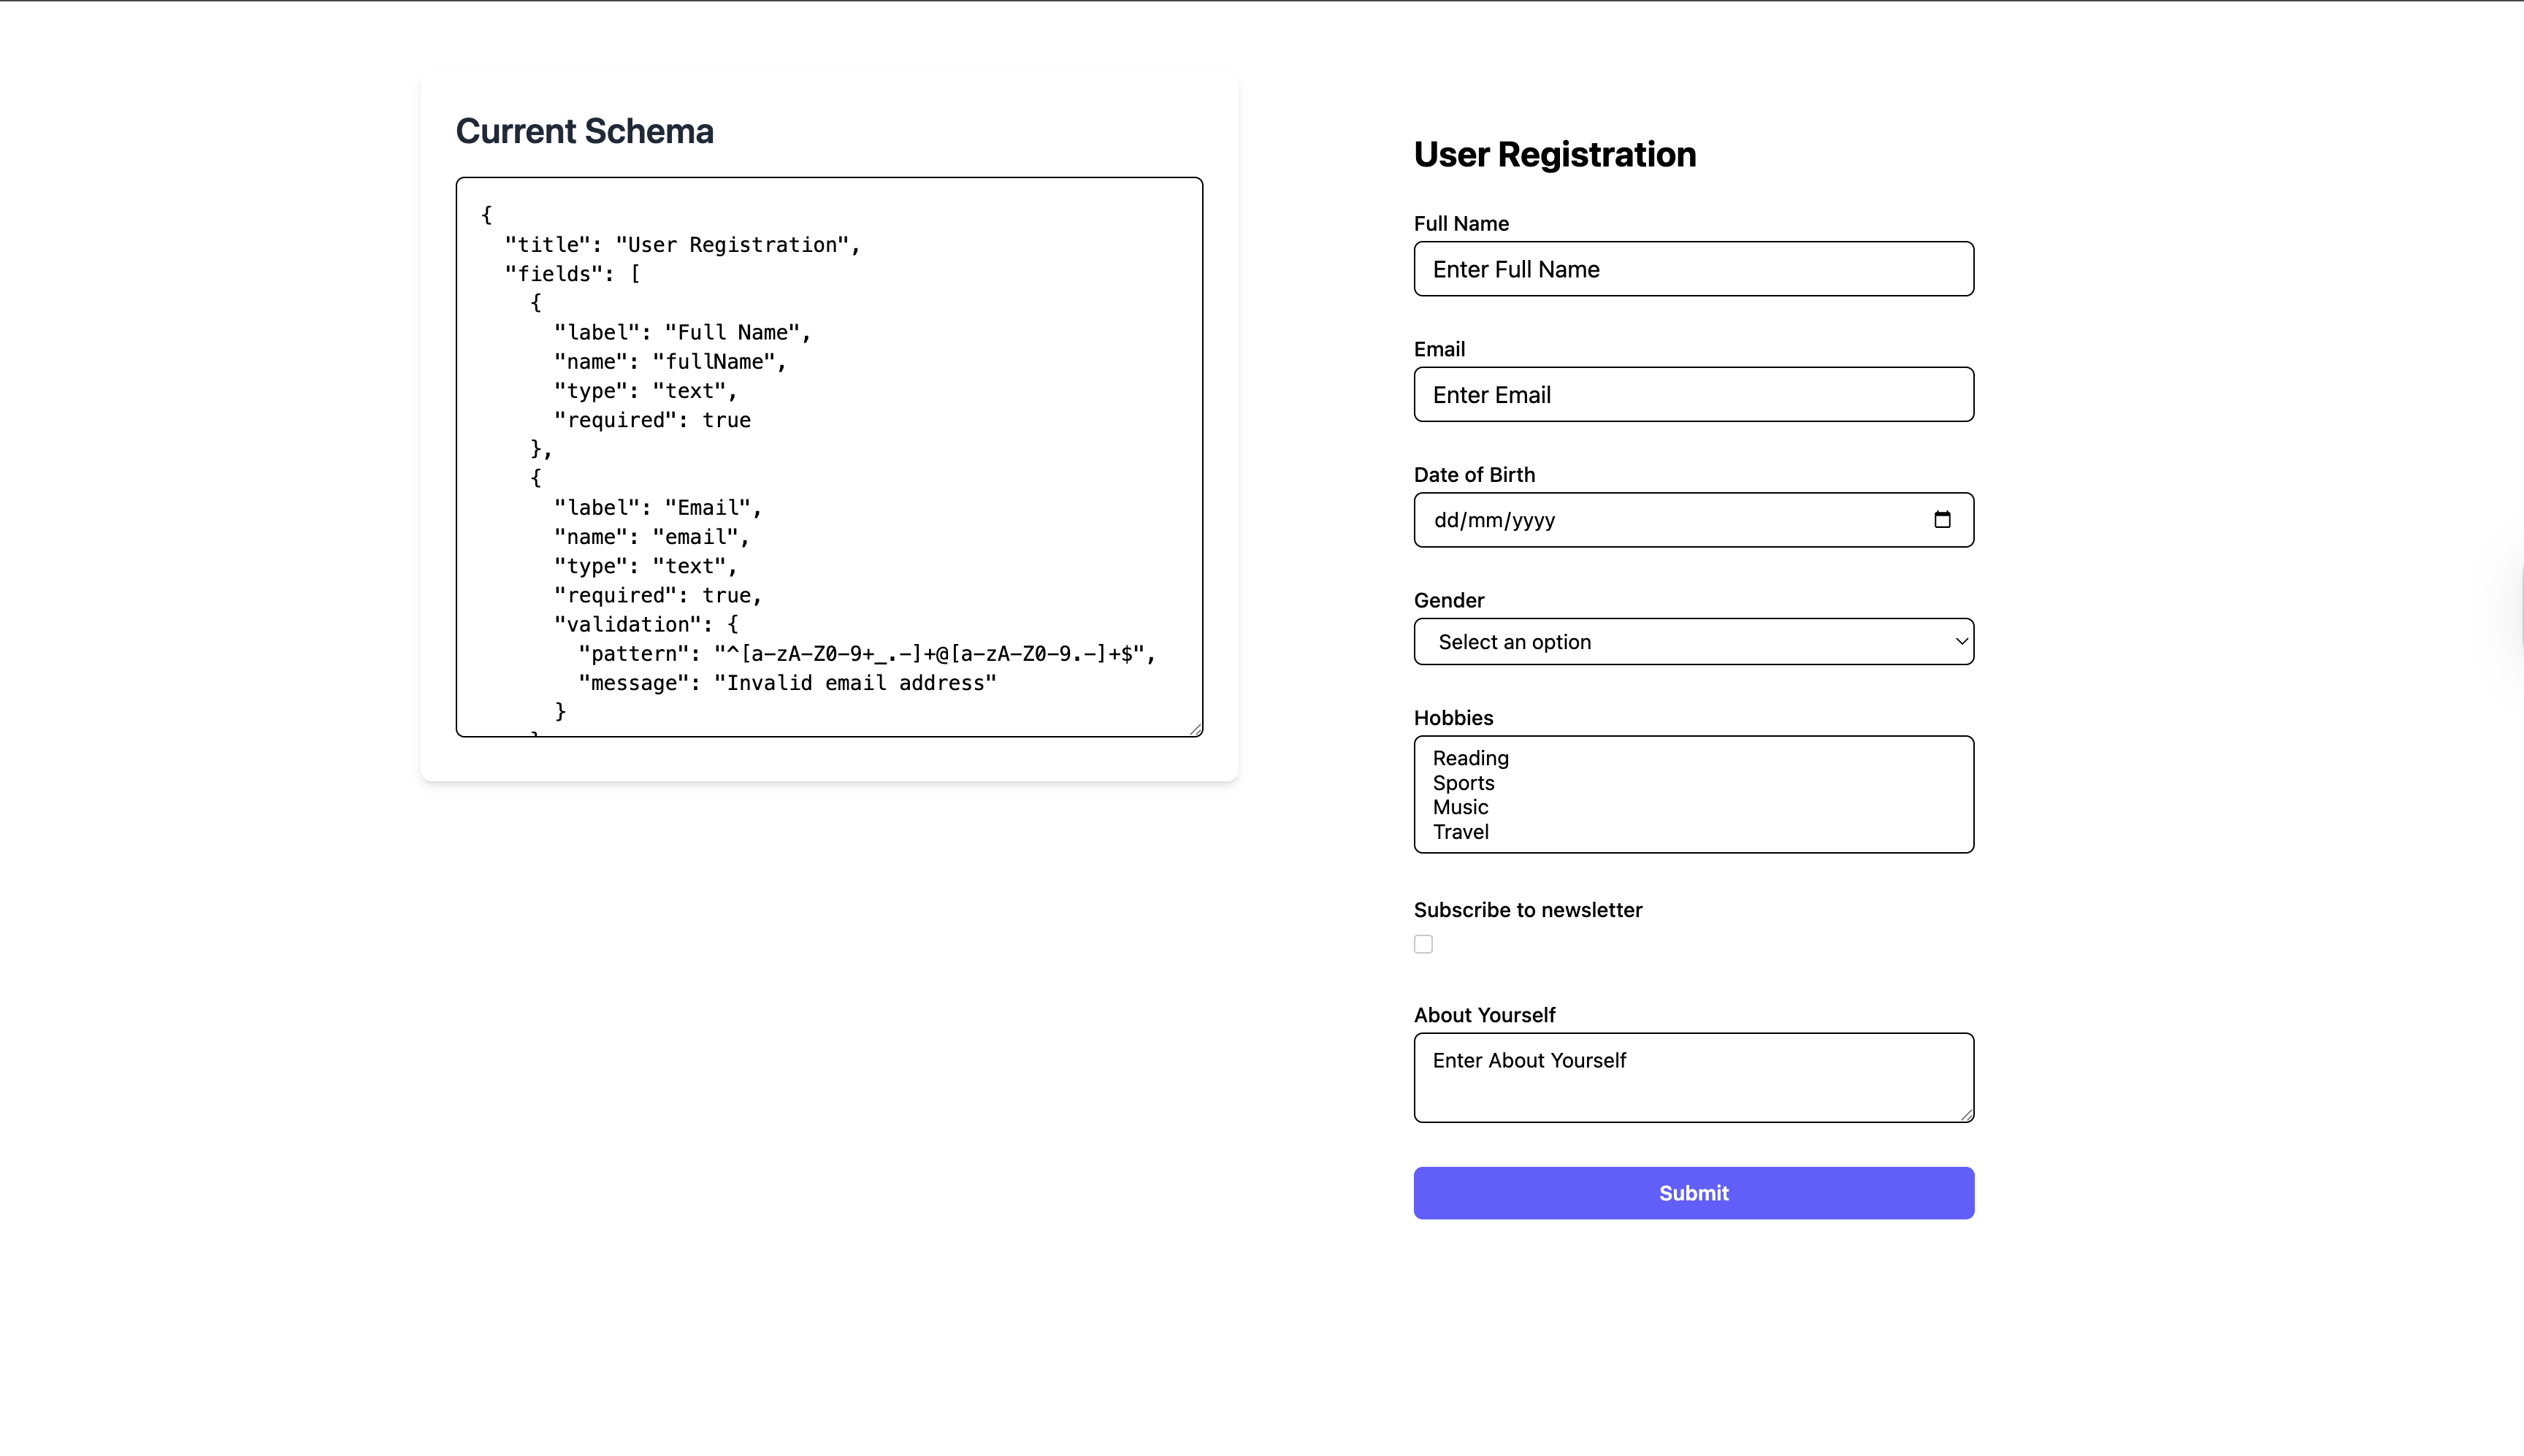 Current Schema
{
"title": "User Registration",
"fields": [
{
"label": "Full Name",
"name": "fullName",
"type": "text",
"required": true
},
{
"label": "Email",
"name": "email",
"type": "text",
"required": true,
"validation": {
"pattern": "^[a-zA-Z0-9+_.-]+@[a-zA-Z0-9.-]+$",
"message": "Invalid email address"
}
User Registration
Full Name
Enter Full Name
Email
Enter Email
Date of Birth
dd/mm/yyyy
Gender
Select an option
Hobbies
Reading
Sports
Music
Travel
Subscribe to newsletter
About Yourself
Enter About Yourself
Submit